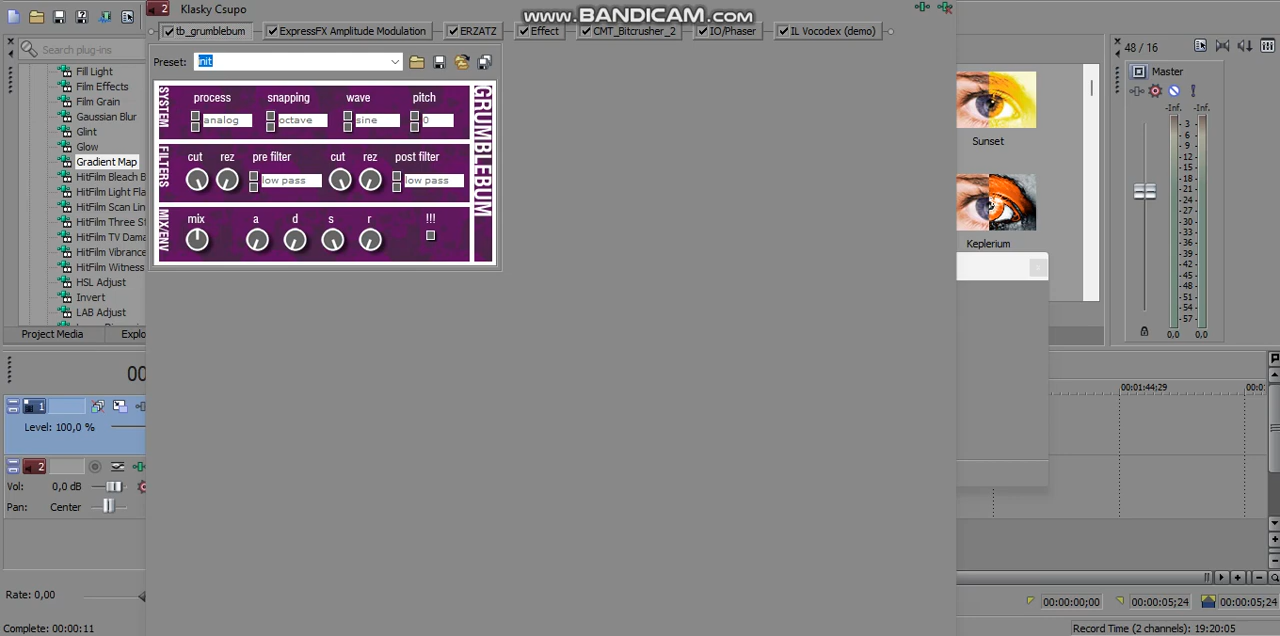 2 Klasky Csupo
www.BANDICAM.com
tb_grumblebum ExpressFX Amplitude Modulation ERZATZ Effect CMT_Bitcrusher_2 IO/Phaser IL Vocodex (demo)
Preset: init
SYSTEM
process snapping wave pitch
analog octave sine 0
FILTERS
cut rez pre filter cut rez post filter
low pass low pass
MIX/ENV
mix a d s r !!!
GRUMBLEBUM
Search plug-ins
Fill Light
Film Effects
Film Grain
Gaussian Blur
Glint
Glow
Gradient Map
HitFilm Bleach B
HitFilm Light Fla
HitFilm Scan Lin
HitFilm Three St
HitFilm TV Dama
HitFilm Vibrance
HitFilm Witness
HSL Adjust
Invert
LAB Adjust
Project Media Explo
Sunset
Keplerium
48 / 16
Master
-Inf. -Inf.
- 3 -
- 6 -
- 9 -
-12-
-15-
-18-
-21-
-24-
-27-
-30-
-33-
-36-
-39-
-42-
-45-
-48-
-51-
-54-
-57-
0,0 0,0
00
1
Level: 100,0 %
2
Vol: 0,0 dB
Pan: Center
Rate: 0,00
Complete: 00:00:11
00:01:44:29 00:0
00:00:00;00 00:00:05;24 00:00:05;24
Record Time (2 channels): 19:20:05